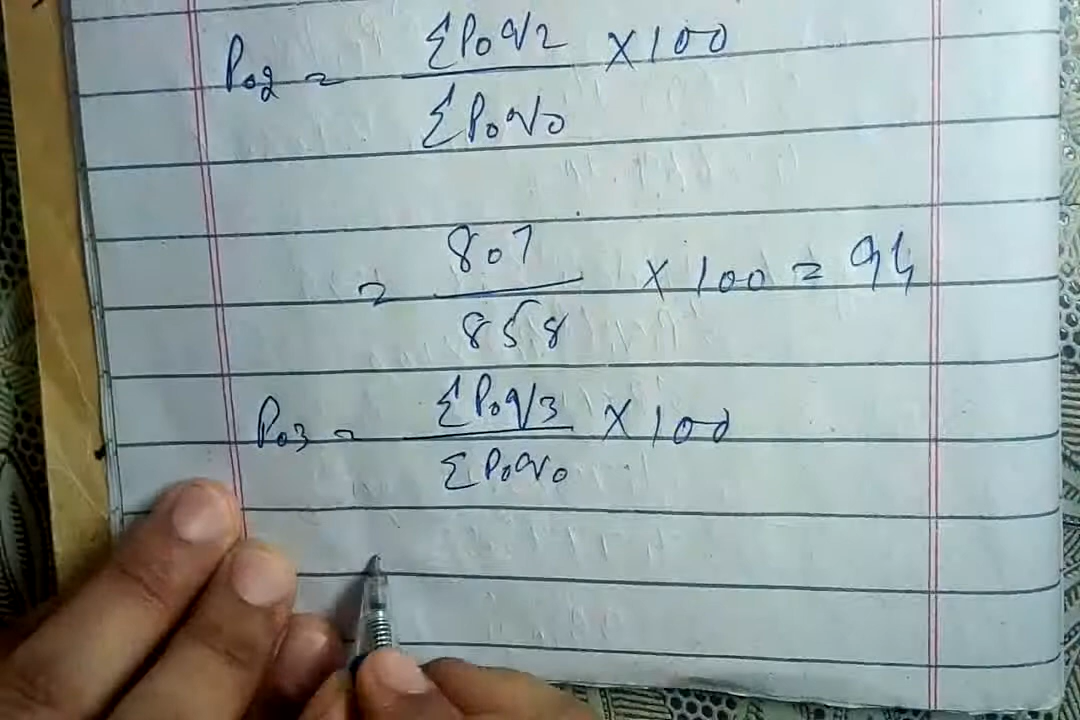 P₀₂ = ΣP₀q₂ / ΣP₀q₀ × 100
= 807 / 858 × 100 = 94
P₀₃ = ΣP₀q₃ / ΣP₀q₀ × 100